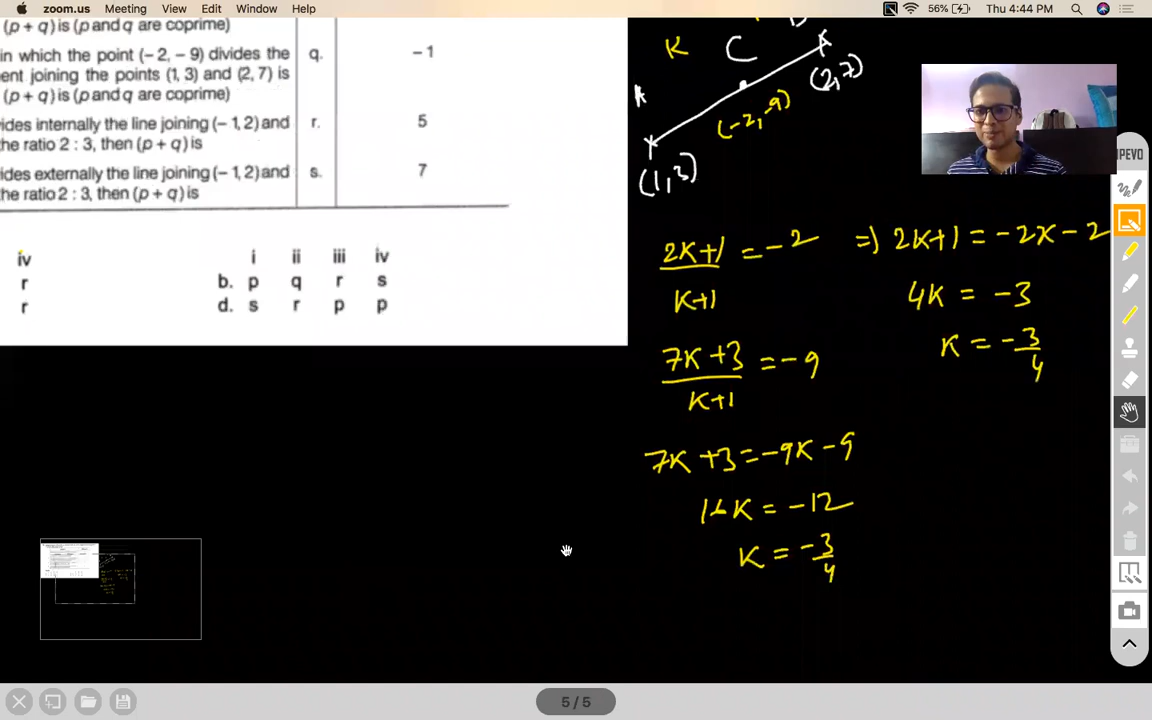 zoom.us Meeting View Edit Window Help 56% Thu 4:44 PM
(p + q) is (p and q are coprime)
in which the point (– 2, – 9) divides the q. – 1
ent joining the points (1, 3) and (2, 7) is
(p + q) is (p and q are coprime)
ides internally the line joining (– 1, 2) and r. 5
the ratio 2 : 3, then (p + q) is
ides externally the line joining (– 1, 2) and s. 7
the ratio 2 : 3, then (p + q) is
iv i ii iii iv
r b. p q r s
r d. s r p p
K C
A
(2,7)
(-2,-9)
(1,3)
2K+1/K+1 = -2 => 2K+1 = -2K-2
4K = -3
K = -3/4
7K+3/K+1 = -9
7K+3 = -9K-9
16K = -12
K = -3/4
IPEVO
5 / 5